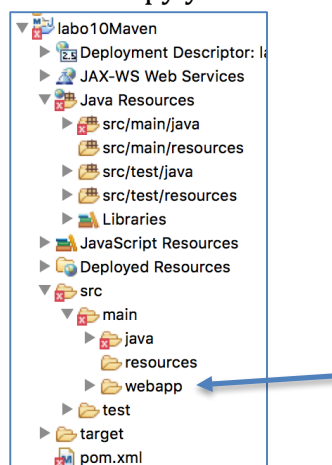 labo10Maven
Deployment Descriptor: la
JAX-WS Web Services
Java Resources
src/main/java
src/main/resources
src/test/java
src/test/resources
Libraries
JavaScript Resources
Deployed Resources
src
main
java
resources
webapp
test
target
pom.xml